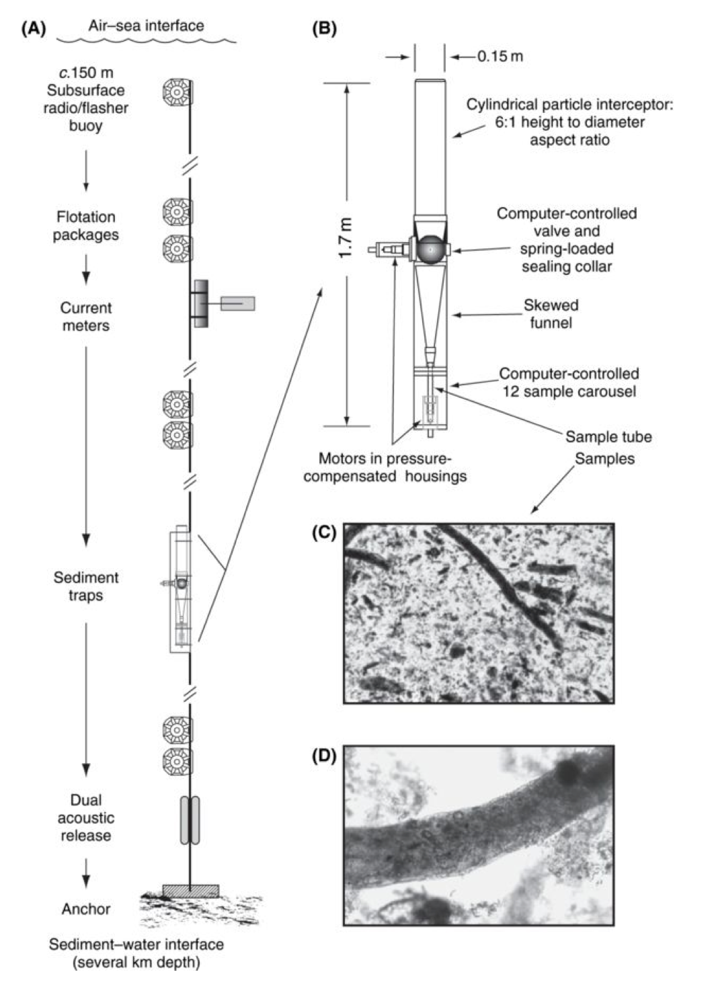 (A)
Air–sea interface
c.150 m
Subsurface
radio/flasher
buoy
Flotation
packages
Current
meters
Sediment
traps
Dual
acoustic
release
Anchor
Sediment–water interface
(several km depth)
(B)
0.15 m
Cylindrical particle interceptor:
6:1 height to diameter
aspect ratio
1.7 m
Computer-controlled
valve and
spring-loaded
sealing collar
Skewed
funnel
Computer-controlled
12 sample carousel
Sample tube
Motors in pressure-
compensated housings
Samples
(C)
(D)